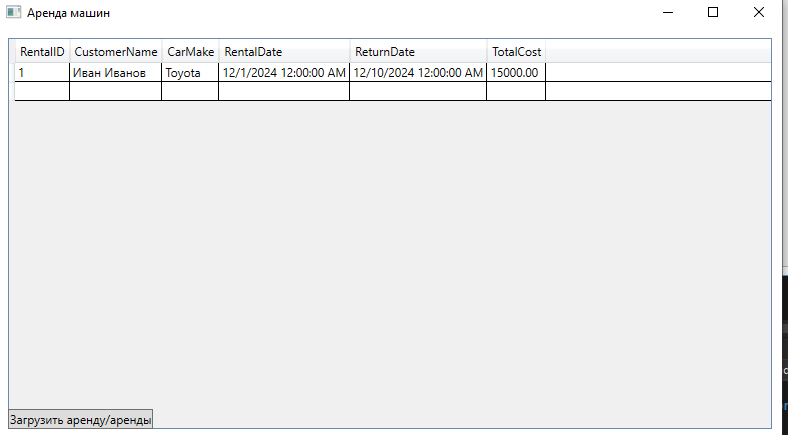 Аренда машин
RentalID CustomerName CarMake RentalDate ReturnDate TotalCost
1 Иван Иванов Toyota 12/1/2024 12:00:00 AM 12/10/2024 12:00:00 AM 15000.00
Загрузить аренду/аренды